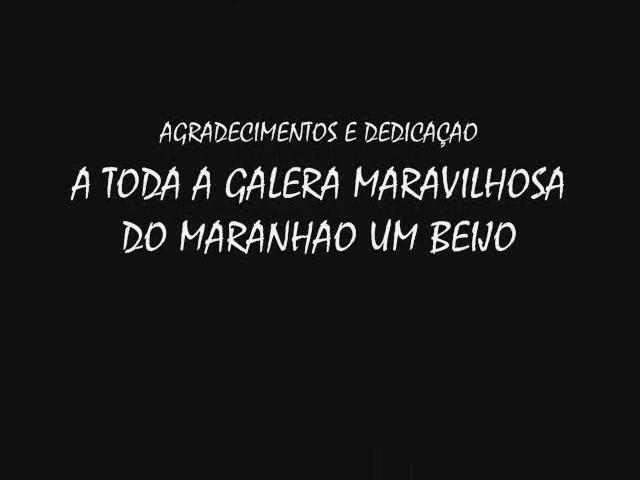 AGRADECIMENTOS E DEDICAÇAO
A TODA A GALERA MARAVILHOSA
DO MARANHAO UM BEIJO